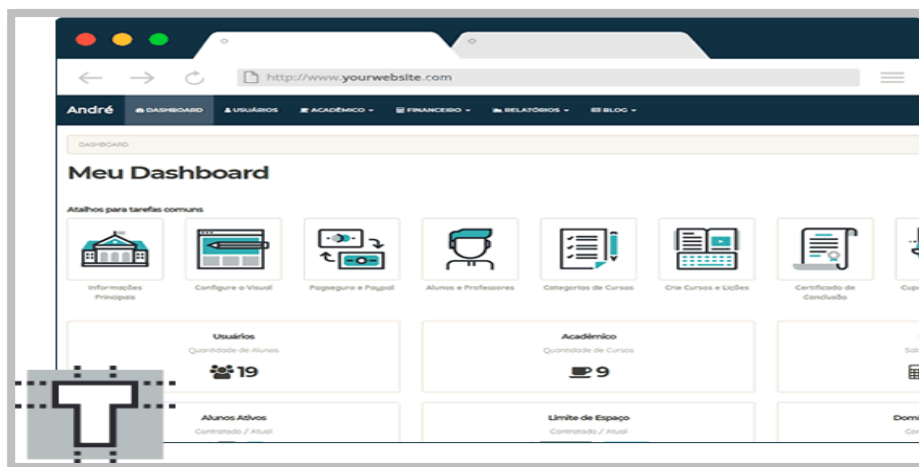 http://www.yourwebsite.com
André DASHBOARD USUÁRIOS ACADÊMICO FINANCEIRO RELATÓRIOS BLOG
DASHBOARD
Meu Dashboard
Atalhos para tarefas comuns
Informações Principais
Configure o Visual
Pagseguro e Paypal
Alunos e Professores
Categorias de Cursos
Crie Cursos e Lições
Certificado de Conclusão
Usuários
Quantidade de Alunos
19
Acadêmico
Quantidade de Cursos
9
Alunos Ativos
Contratado / Atual
Limite de Espaço
Contratado / Atual
T